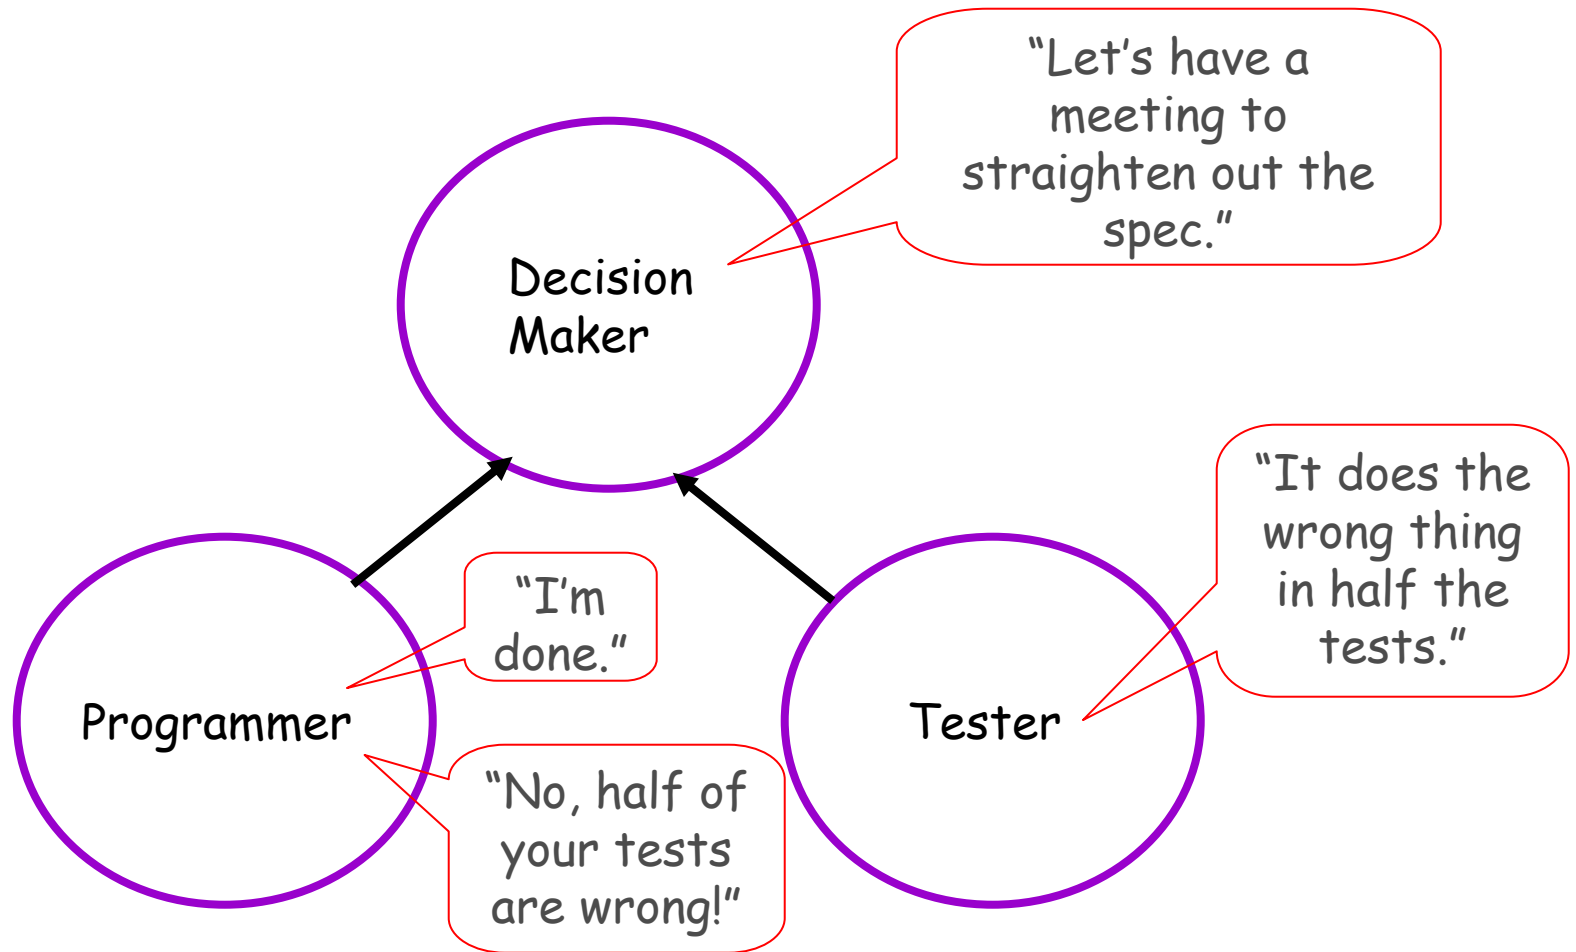 “Let’s have a
meeting to
straighten out the
spec.”
Decision
Maker
“It does the
wrong thing
in half the
tests.”
“I’m
done.”
Programmer
Tester
“No, half of
your tests
are wrong!”